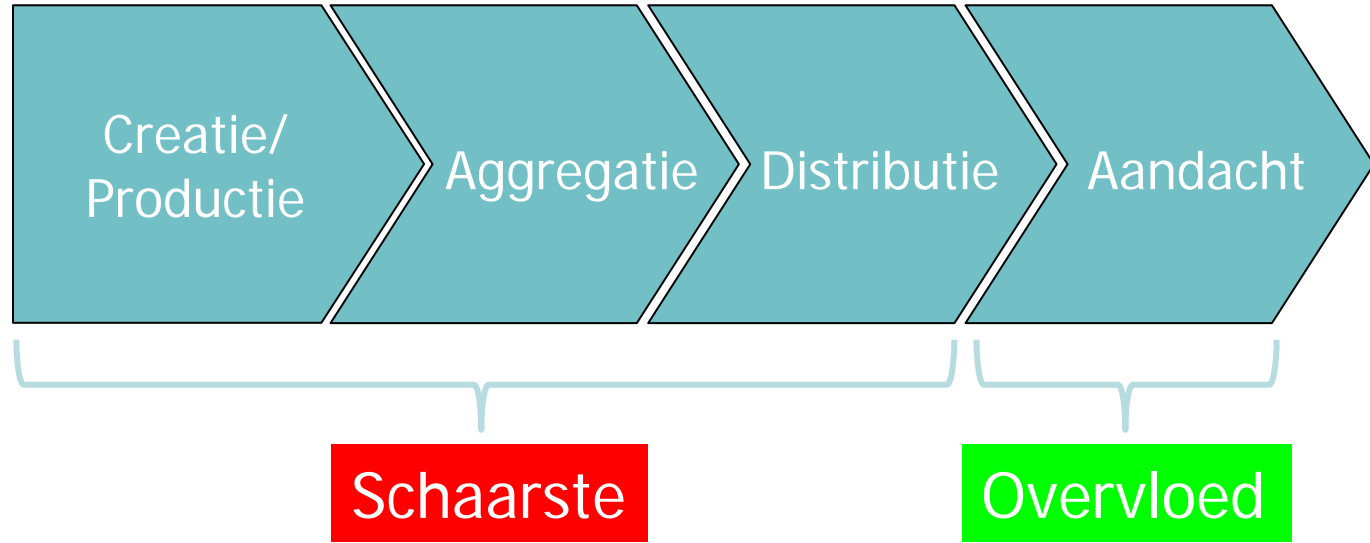 Creatie/
Productie
Aggregatie
Distributie
Aandacht
Schaarste
Overvloed